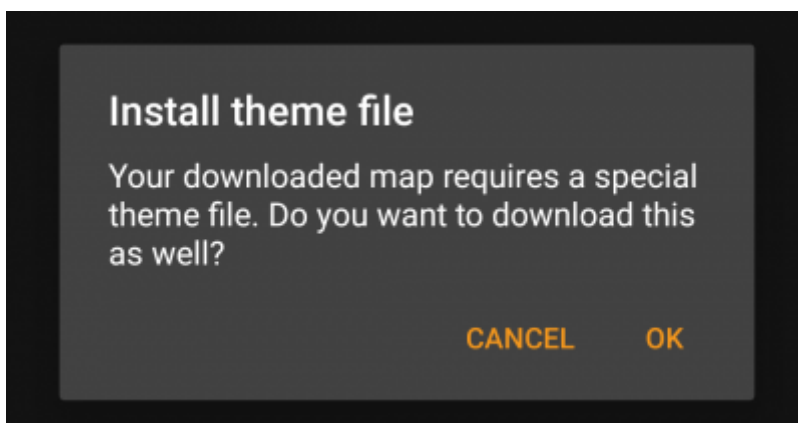 Install theme file
Your downloaded map requires a special
theme file. Do you want to download this
as well?
CANCEL OK